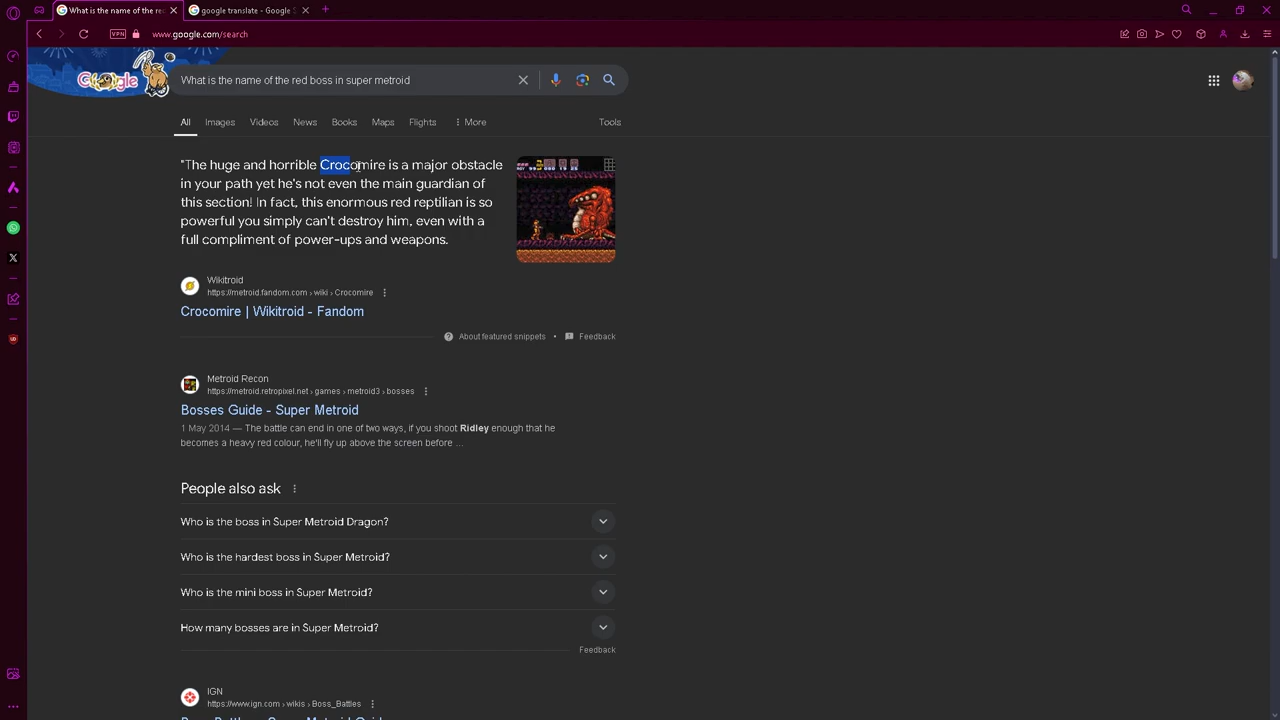 What is the name of the rec
google translate - Google S
VPN
www.google.com/search
Google
What is the name of the red boss in super metroid
All Images Videos News Books Maps Flights More Tools
"The huge and horrible Crocomire is a major obstacle
in your path yet he's not even the main guardian of
this section! In fact, this enormous red reptilian is so
powerful you simply can't destroy him, even with a
full compliment of power-ups and weapons.
Wikitroid
https://metroid.fandom.com › wiki › Crocomire
Crocomire | Wikitroid - Fandom
About featured snippets • Feedback
Metroid Recon
https://metroid.retropixel.net › games › metroid3 › bosses
Bosses Guide - Super Metroid
1 May 2014 — The battle can end in one of two ways, if you shoot Ridley enough that he
becomes a heavy red colour, he'll fly up above the screen before ...
People also ask
Who is the boss in Super Metroid Dragon?
Who is the hardest boss in Super Metroid?
Who is the mini boss in Super Metroid?
How many bosses are in Super Metroid?
Feedback
IGN
https://www.ign.com › wikis › Boss_Battles